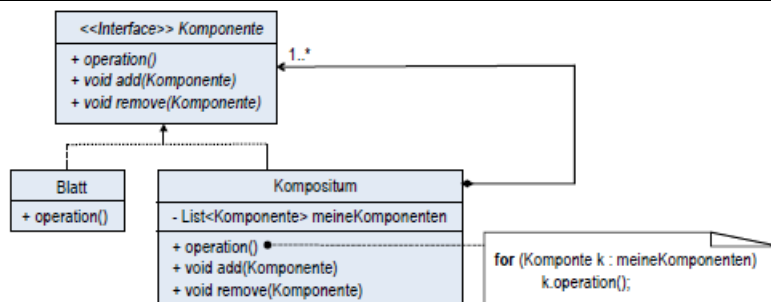 <<Interface>> Komponente
+ operation()
+ void add(Komponente)
+ void remove(Komponente)
1..*
Blatt
+ operation()
Kompositum
- List<Komponente> meineKomponenten
+ operation()
+ void add(Komponente)
+ void remove(Komponente)
for (Komponte k : meineKomponenten)
k.operation();